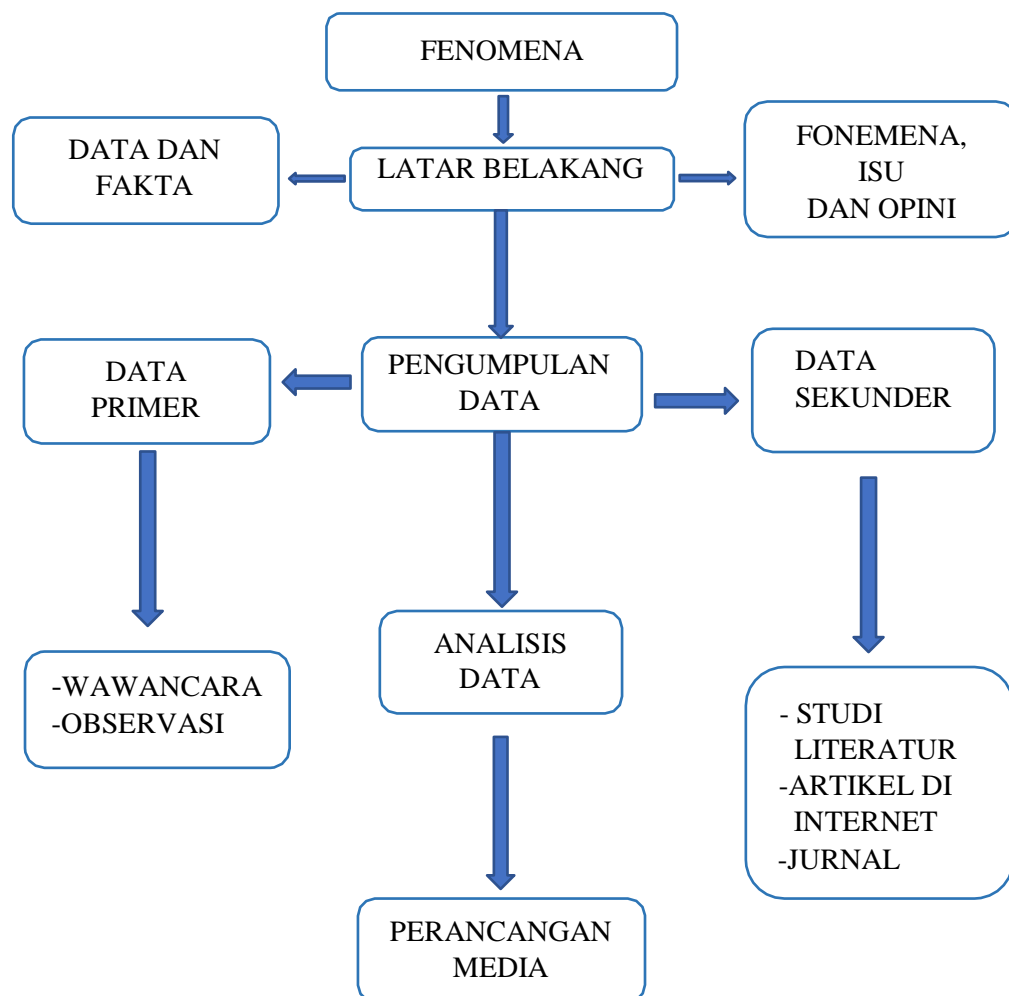 FENOMENA
DATA DAN
FAKTA
LATAR BELAKANG
FONEMENA,
ISU
DAN OPINI
DATA
PRIMER
PENGUMPULAN
DATA
DATA
SEKUNDER
-WAWANCARA
-OBSERVASI
ANALISIS
DATA
- STUDI
LITERATUR
-ARTIKEL DI
INTERNET
-JURNAL
PERANCANGAN
MEDIA